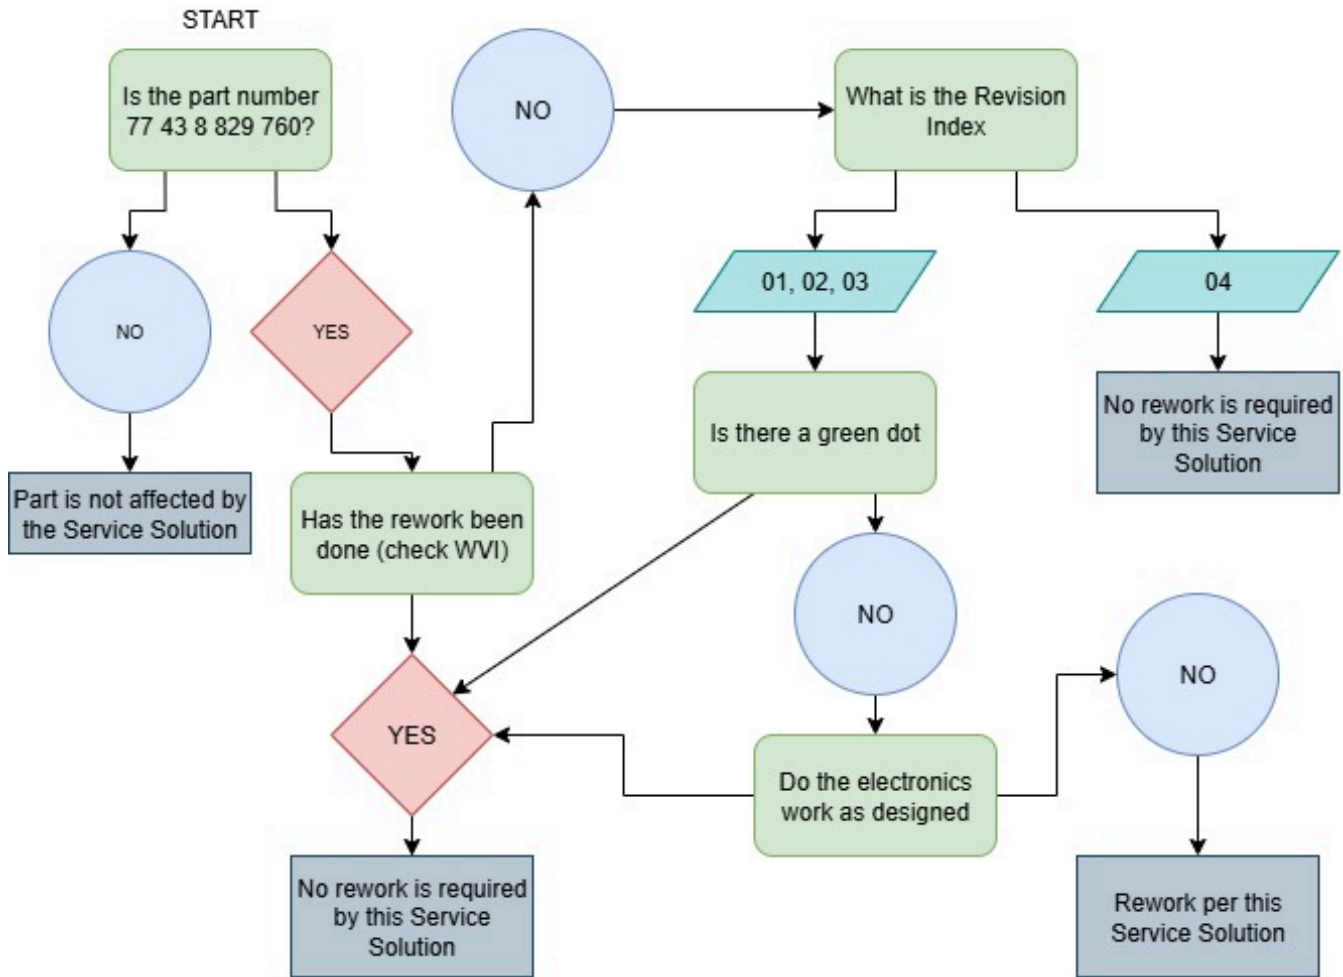 START
Is the part number
77 43 8 829 760?
NO
YES
Part is not affected by
the Service Solution
Has the rework been
done (check WVI)
NO
What is the Revision
Index
01, 02, 03
04
No rework is required
by this Service
Solution
Is there a green dot
NO
Do the electronics
work as designed
YES
No rework is required
by this Service
Solution
NO
Rework per this
Service Solution